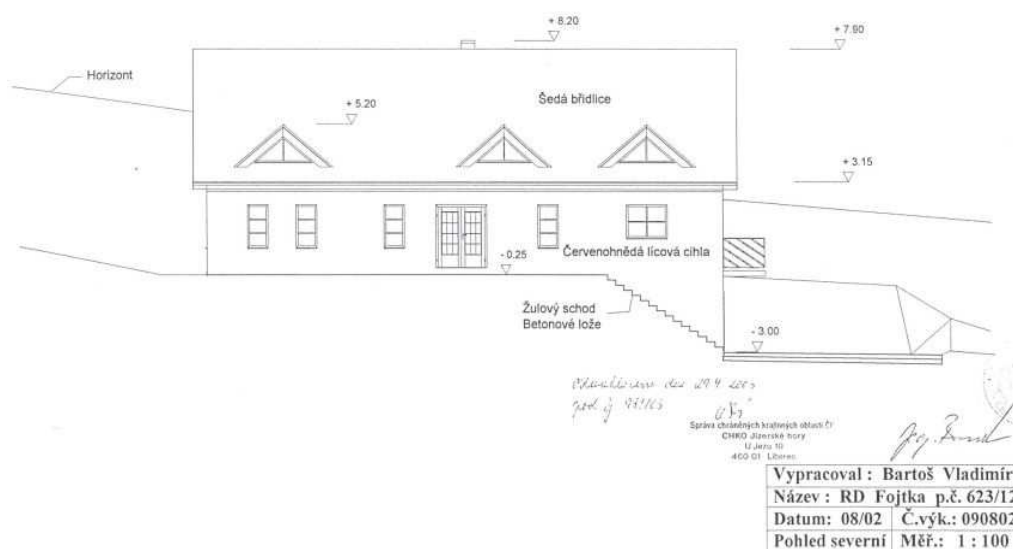 + 8.20
+ 7.90
Horizont
+ 5.20
Šedá břidlice
+ 3.15
- 0.25
Červenohnědá lícová cihla
Žulový schod
Betonové lože
- 3.00
Správa chráněných krajinných oblastí ČR
CHKO Jizerské hory
U Jezu 10
460 01 Liberec
Vypracoval : Bartoš Vladimír
Název : RD Fojtka p.č. 623/12
Datum: 08/02 Č.výk.: 090802
Pohled severní Měř.: 1 : 100